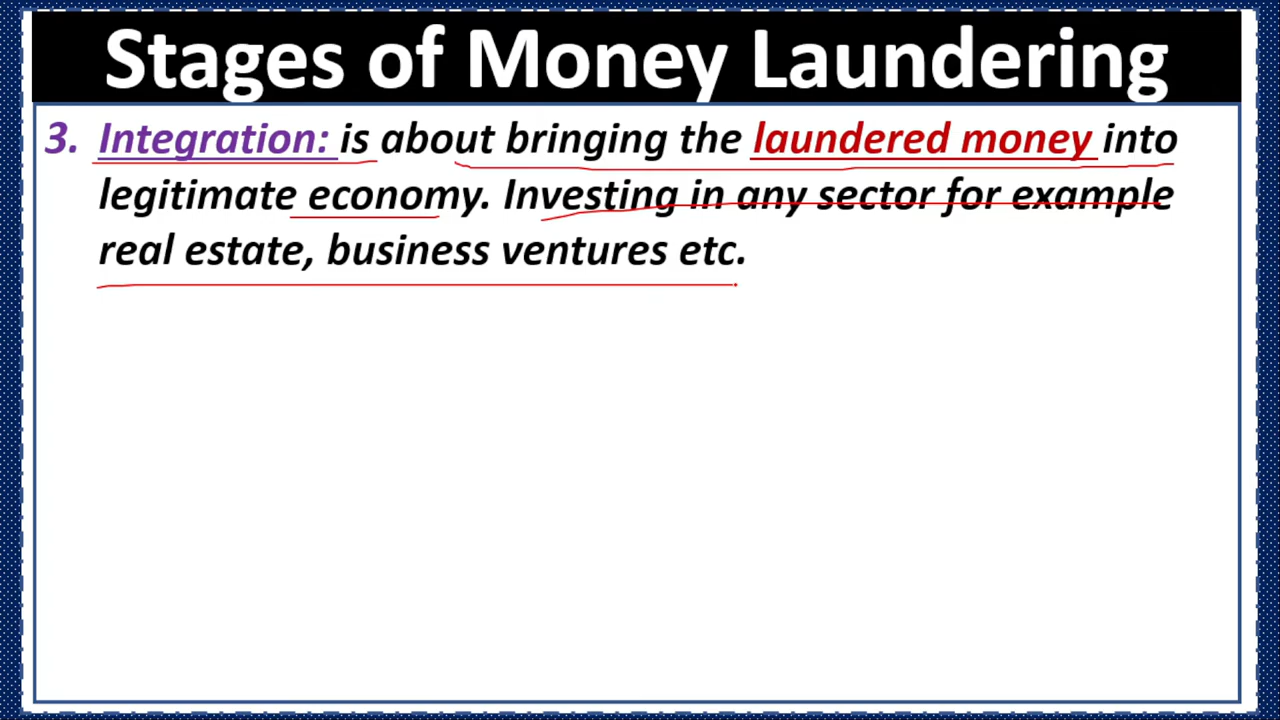 Stages of Money Laundering
3. Integration: is about bringing the laundered money into
legitimate economy. Investing in any sector for example
real estate, business ventures etc.